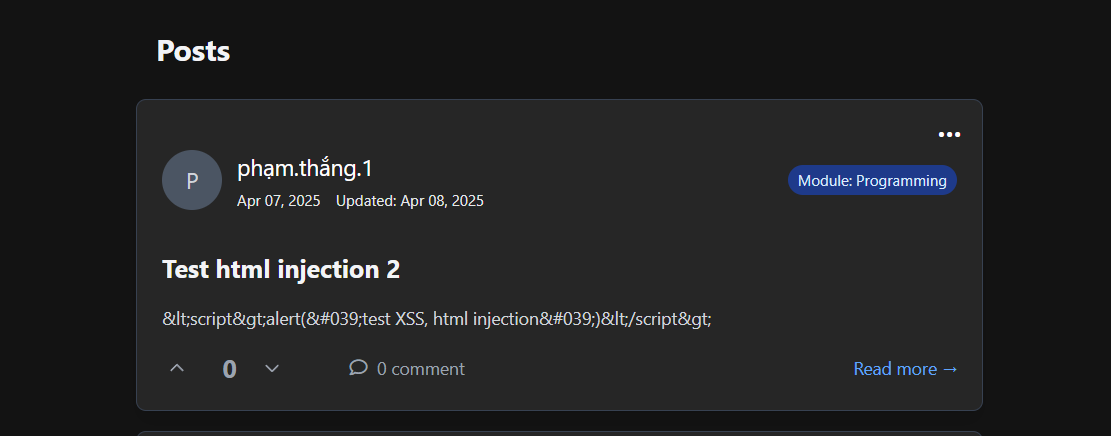 Posts
•••
P
phạm.thắng.1
Apr 07, 2025 Updated: Apr 08, 2025
Module: Programming
Test html injection 2
&lt;script&gt;alert(&#039;test XSS, html injection&#039;)&lt;/script&gt;
0
0 comment
Read more →